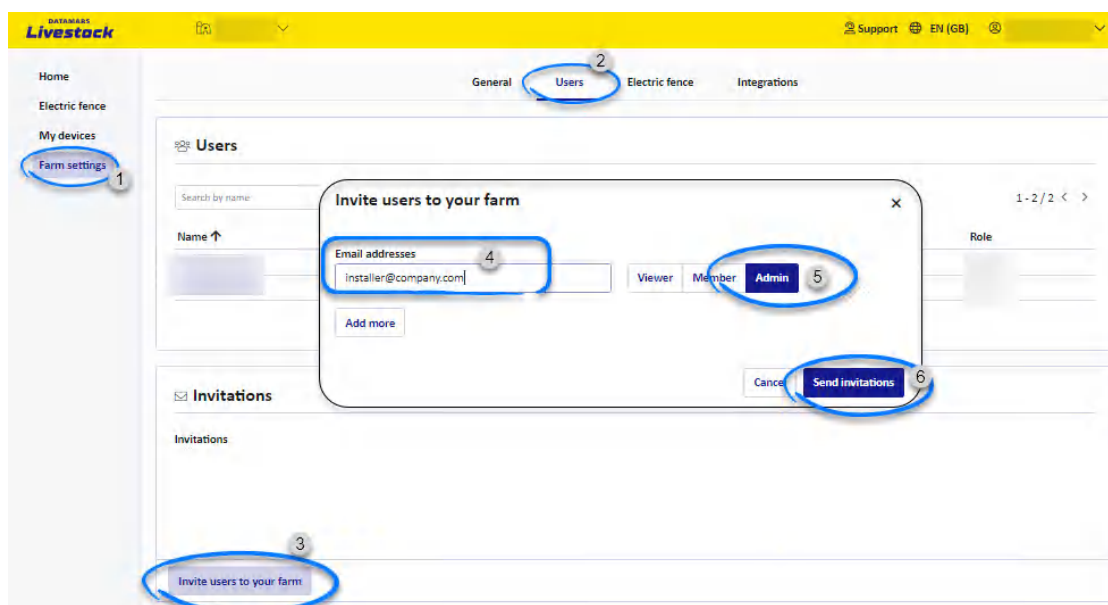 DATAMARS
Livestock
Support EN (GB)
Home
Electric fence
My devices
Farm settings
1
General Users Electric fence Integrations
2
Users
Search by name
1-2/2 < >
Name ↑ Role
Invite users to your farm ×
Email addresses
4
installer@company.com
Viewer Member Admin
5
Add more
Cance Send invitations
6
Invitations
Invitations
3
Invite users to your farm